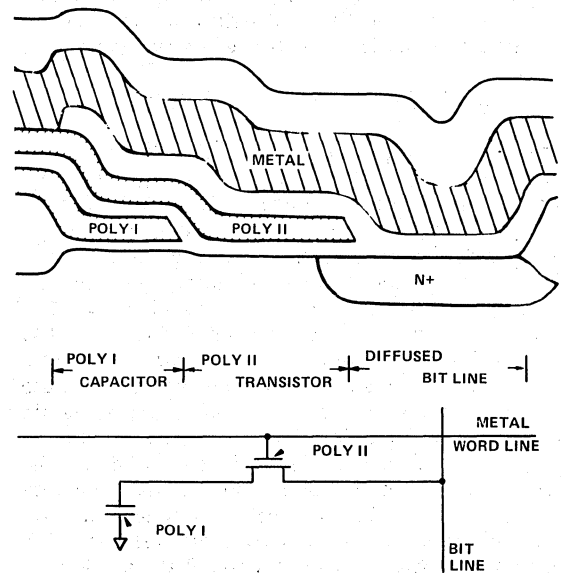 METAL
POLY I
POLY II
N+
POLY I
CAPACITOR
POLY II
TRANSISTOR
DIFFUSED
BIT LINE
METAL
WORD LINE
POLY II
POLY I
BIT
LINE